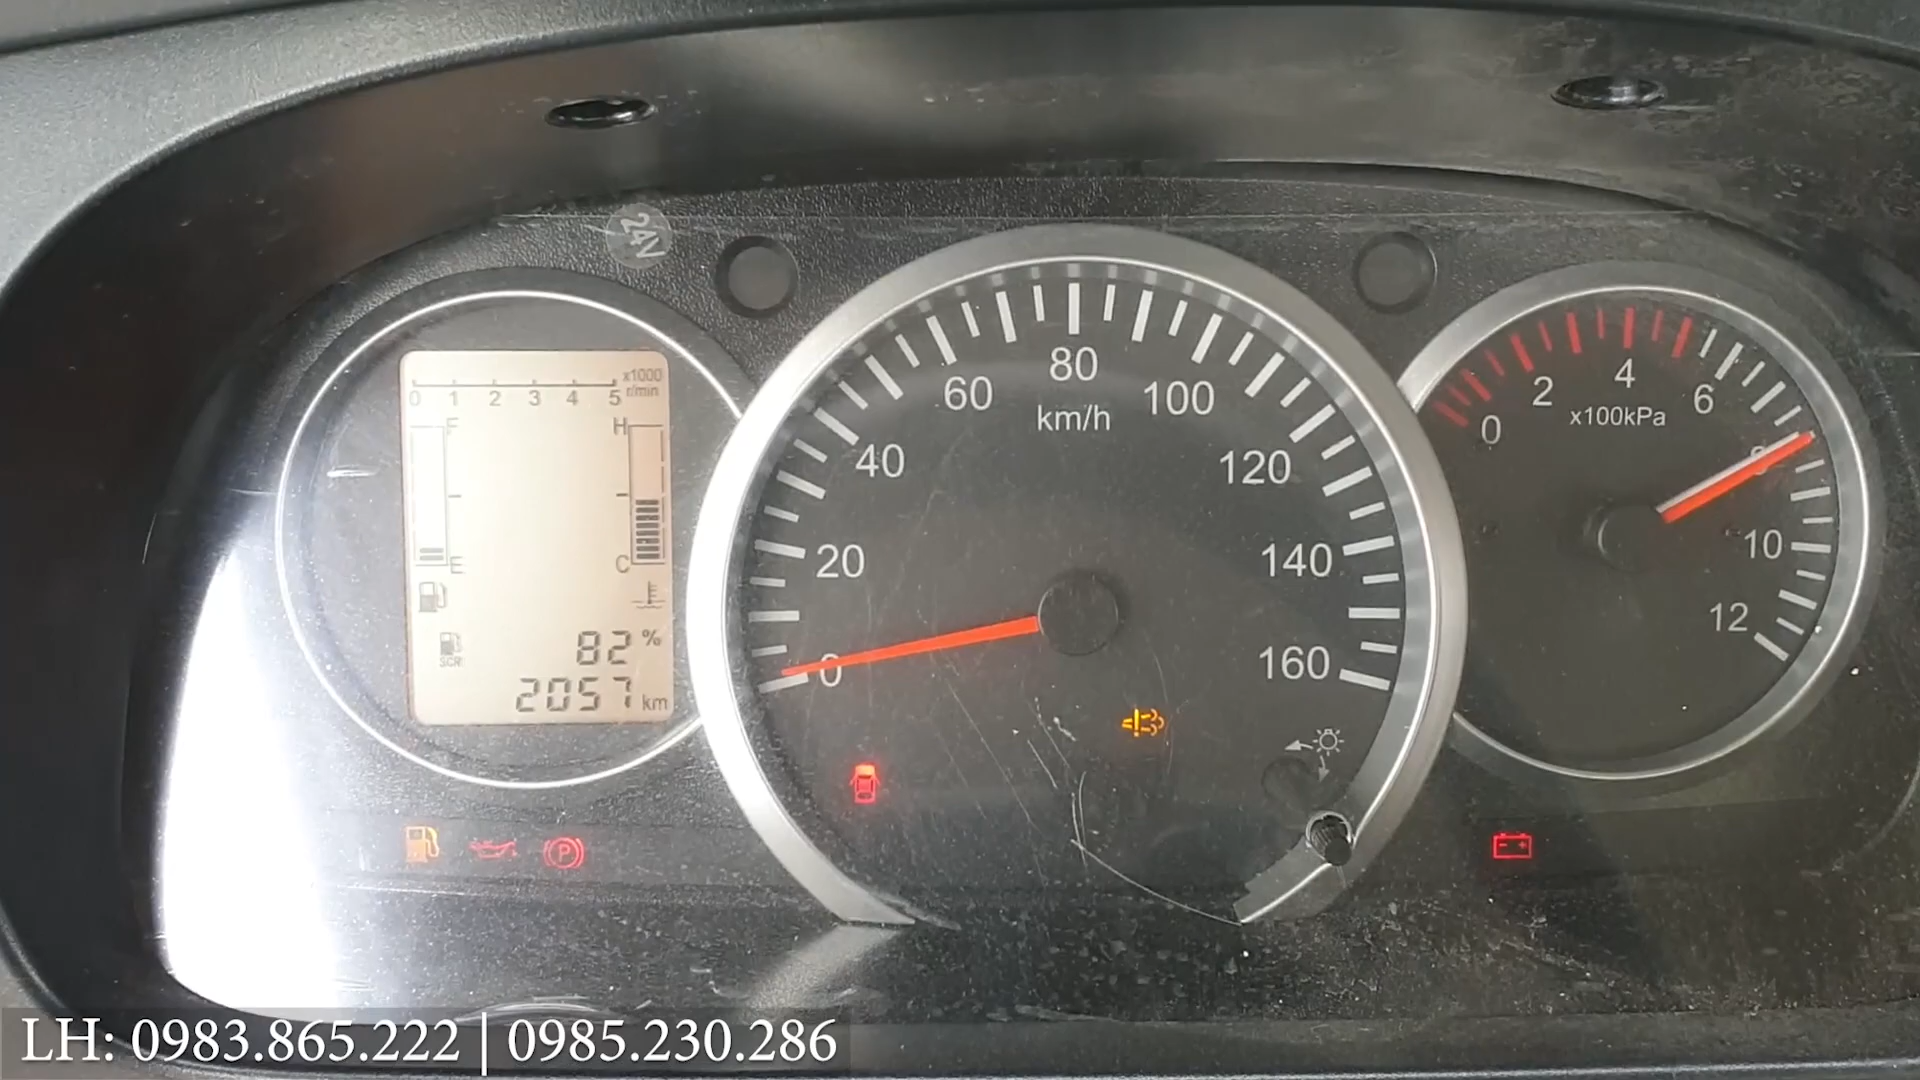 24V
x1000
r/min
0 1 2 3 4 5
F
H
E
C
SCR
82 %
2057 km
0
20
40
60
80
100
120
140
160
km/h
0
2
4
6
8
10
12
x100kPa
P
LH: 0983.865.222 | 0985.230.286